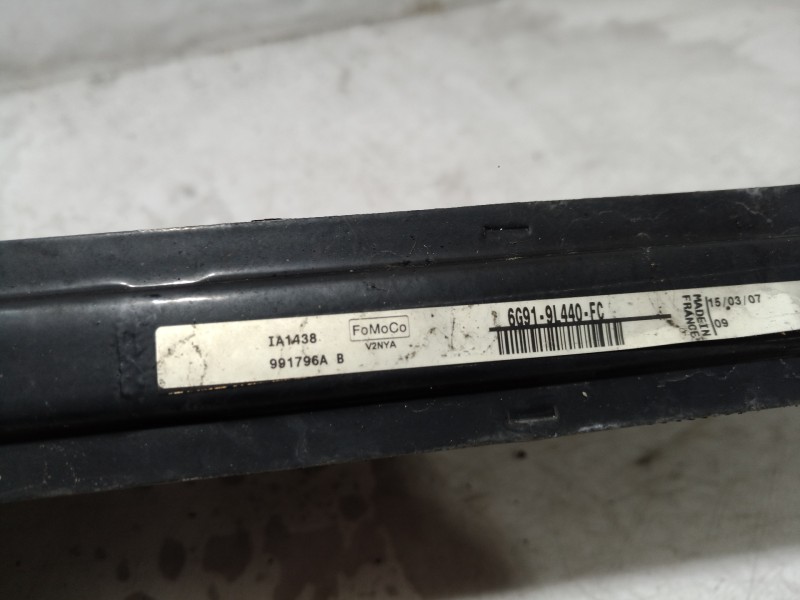 IA1438
991796A B
FoMoCo
V2NYA
6G91-9L440-FC
MADE IN
FRANCE
15/03/07
09